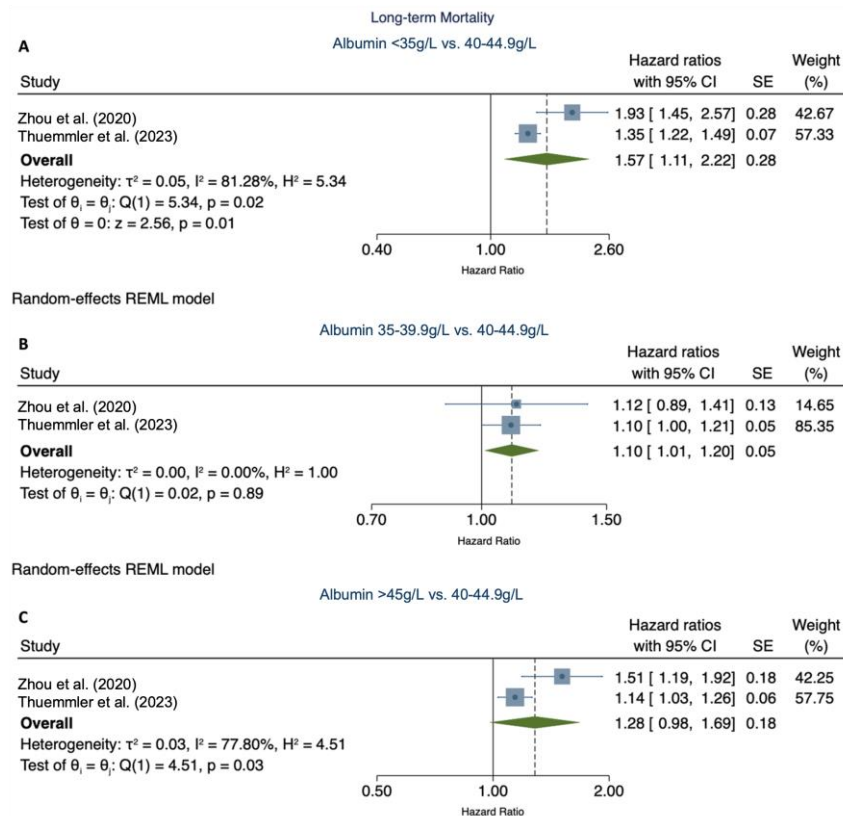 Long-term Mortality
A
Albumin <35g/L vs. 40-44.9g/L
Hazard ratios Weight
Study with 95% CI SE (%)
Zhou et al. (2020) 1.93 [ 1.45, 2.57] 0.28 42.67
Thuemmler et al. (2023) 1.35 [ 1.22, 1.49] 0.07 57.33
Overall 1.57 [ 1.11, 2.22] 0.28
Heterogeneity: τ² = 0.05, I² = 81.28%, H² = 5.34
Test of θᵢ = θⱼ: Q(1) = 5.34, p = 0.02
Test of θ = 0: z = 2.56, p = 0.01
0.40 1.00 2.60
Hazard Ratio
Random-effects REML model
Albumin 35-39.9g/L vs. 40-44.9g/L
B
Hazard ratios Weight
Study with 95% CI SE (%)
Zhou et al. (2020) 1.12 [ 0.89, 1.41] 0.13 14.65
Thuemmler et al. (2023) 1.10 [ 1.00, 1.21] 0.05 85.35
Overall 1.10 [ 1.01, 1.20] 0.05
Heterogeneity: τ² = 0.00, I² = 0.00%, H² = 1.00
Test of θᵢ = θⱼ: Q(1) = 0.02, p = 0.89
0.70 1.00 1.50
Hazard Ratio
Random-effects REML model
Albumin >45g/L vs. 40-44.9g/L
C
Hazard ratios Weight
Study with 95% CI SE (%)
Zhou et al. (2020) 1.51 [ 1.19, 1.92] 0.18 42.25
Thuemmler et al. (2023) 1.14 [ 1.03, 1.26] 0.06 57.75
Overall 1.28 [ 0.98, 1.69] 0.18
Heterogeneity: τ² = 0.03, I² = 77.80%, H² = 4.51
Test of θᵢ = θⱼ: Q(1) = 4.51, p = 0.03
0.50 1.00 2.00
Hazard Ratio